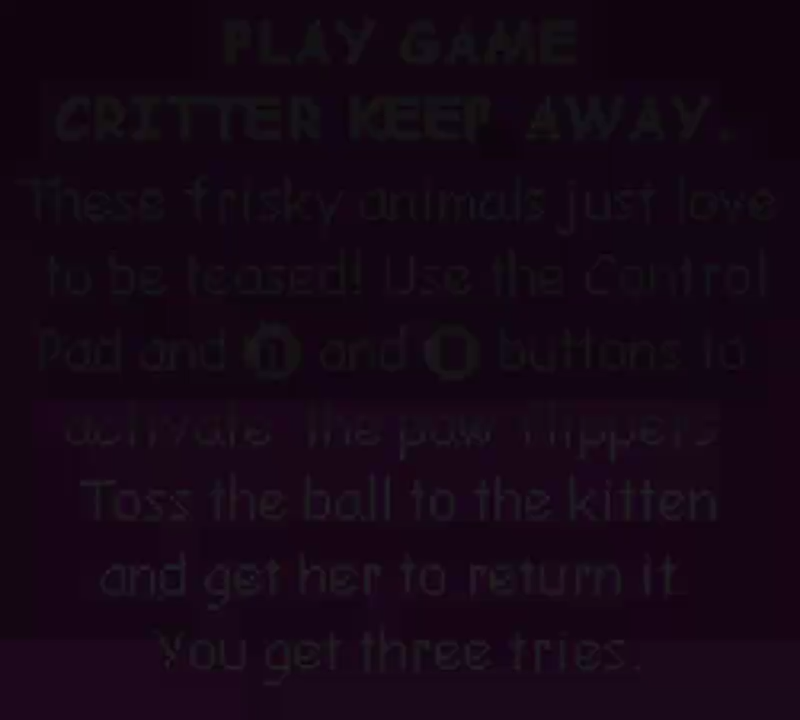 PLAY GAME
CRITTER KEEP AWAY.
These frisky animals just love
to be teased! Use the Control
Pad and and buttons to
activate the paw flippers
Toss the ball to the kitten
and get her to return it.
You get three tries.